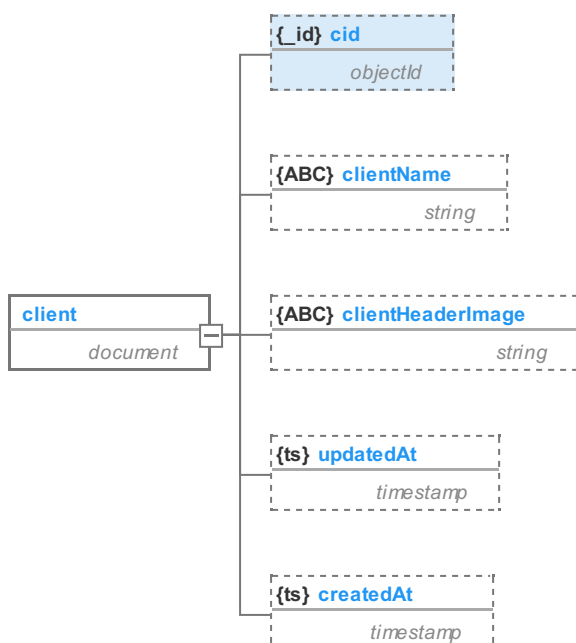 {_id} cid
objectId
{ABC} clientName
string
client
document
{ABC} clientHeaderImage
string
{ts} updatedAt
timestamp
{ts} createdAt
timestamp